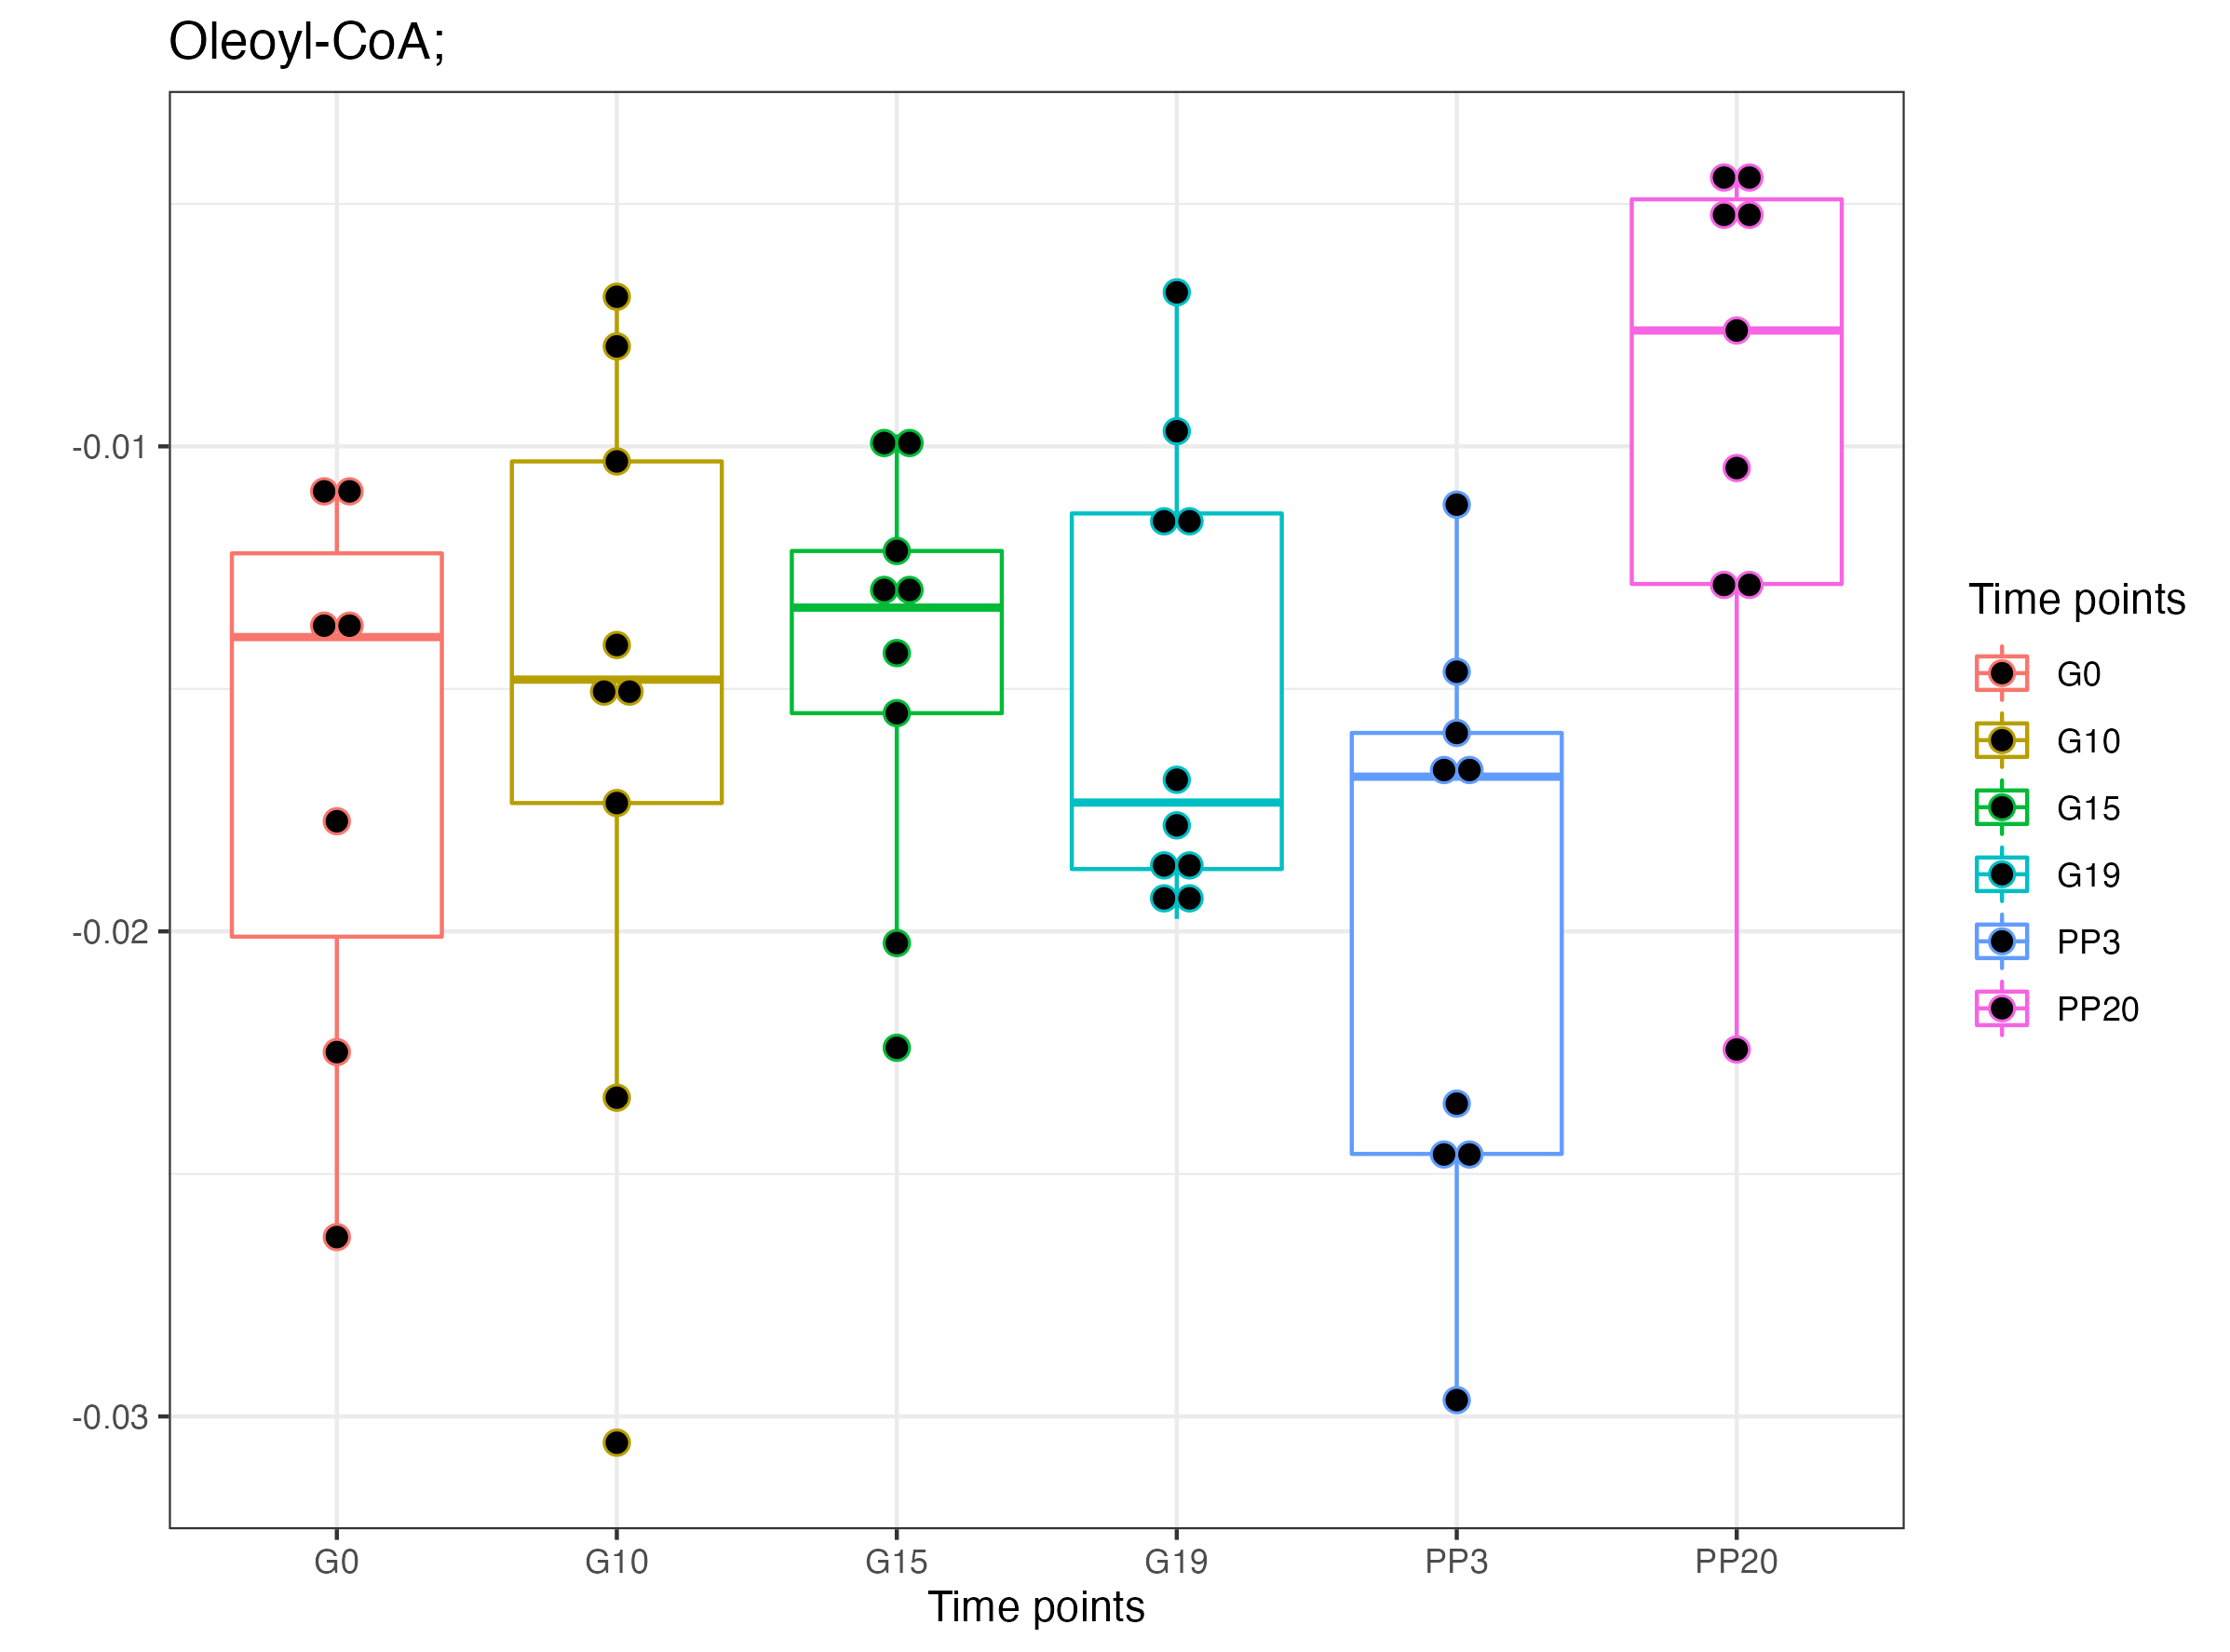 Oleoyl-CoA;
-0.01
-0.02
-0.03
G0 G10 G15 G19 PP3 PP20
Time points
Time points
G0
G10
G15
G19
PP3
PP20